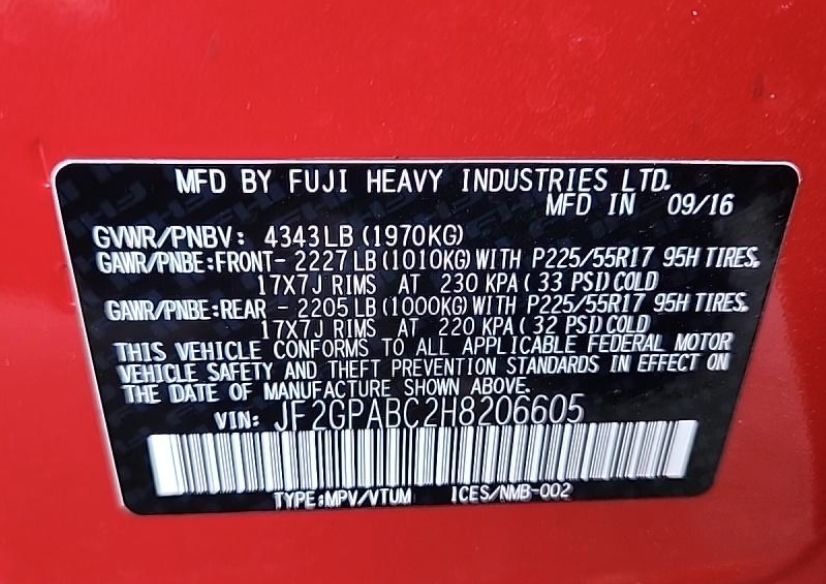 MFD BY FUJI HEAVY INDUSTRIES LTD.
MFD IN 09/16
GVWR/PNBV: 4343LB (1970KG)
GAWR/PNBE:FRONT- 2227 LB (1010KG) WITH P225/55R17 95H TIRES,
17X7J RIMS AT 230 KPA ( 33 PSI) COLD
GAWR/PNBE:REAR - 2205 LB (1000KG) WITH P225/55R17 95H TIRES,
17X7J RIMS AT 220 KPA ( 32 PSI) COLD
THIS VEHICLE CONFORMS TO ALL APPLICABLE FEDERAL MOTOR
VEHICLE SAFETY AND THEFT PREVENTION STANDARDS IN EFFECT ON
THE DATE OF MANUFACTURE SHOWN ABOVE.
VIN: JF2GPABC2H8206605
TYPE:MPV/VTUM ICES/NMB-002